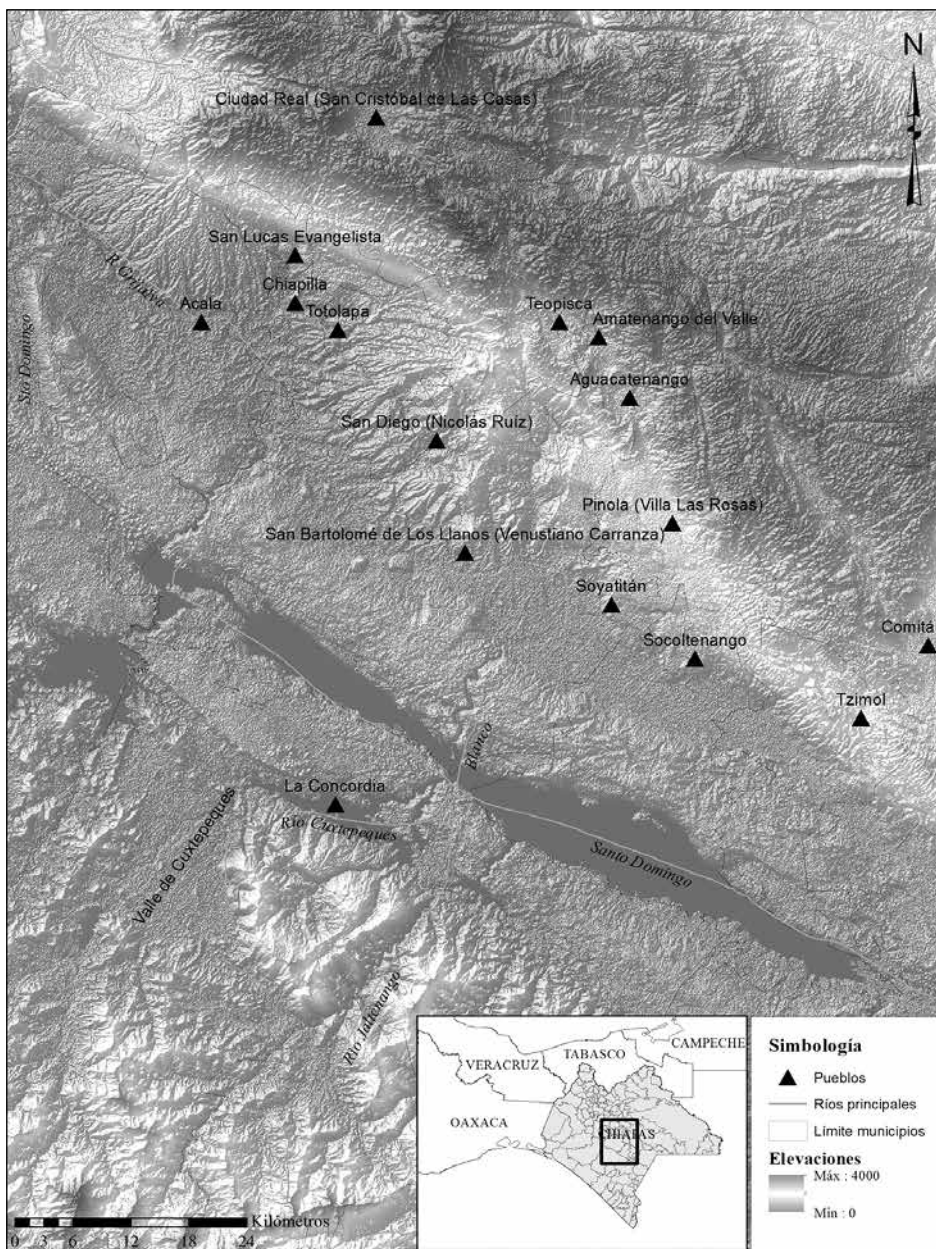 N
Ciudad Real (San Cristóbal de Las Casas)
San Lucas Evangelista
R Grijalva
Chiapilla
Acala
Totolapa
Teopisca
Amatenango del Valle
Sto Domingo
Aguacatenango
San Diego (Nicolás Ruíz)
Pinola (Villa Las Rosas)
San Bartolomé de Los Llanos (Venustiano Carranza)
Soyatitán
Comitá
Socoltenango
Tzimol
Blanco
La Concordia
Río Cuxtepeques
Valle de Cuxtepeques
Santo Domingo
Río Jaltenango
CAMPECHE
TABASCO
VERACRUZ
OAXACA
CHIAPAS
Simbología
Pueblos
Ríos principales
Límite municipios
Elevaciones
Máx : 4000
Mín : 0
Kilómetros
0 3 6 12 18 24